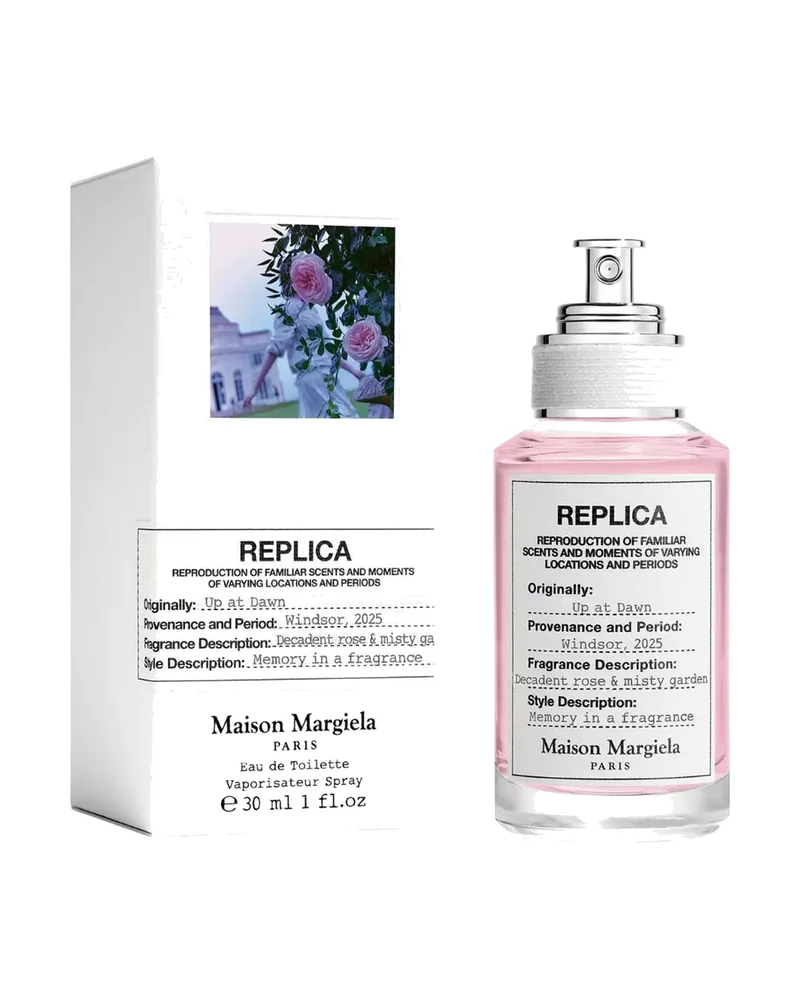 REPLICA
REPRODUCTION OF FAMILIAR SCENTS AND MOMENTS
OF VARYING LOCATIONS AND PERIODS
Originally: Up at Dawn
Provenance and Period: Windsor, 2025
Fragrance Description: Decadent rose & misty ga
Style Description: Memory in a fragrance
Maison Margiela
PARIS
Eau de Toilette
Vaporisateur Spray
℮ 30 ml 1 fl.oz
REPLICA
REPRODUCTION OF FAMILIAR
SCENTS AND MOMENTS OF VARYING
LOCATIONS AND PERIODS
Originally:
Up at Dawn
Provenance and Period:
Windsor, 2025
Fragrance Description:
Decadent rose & misty garden
Style Description:
Memory in a fragrance
Maison Margiela
PARIS